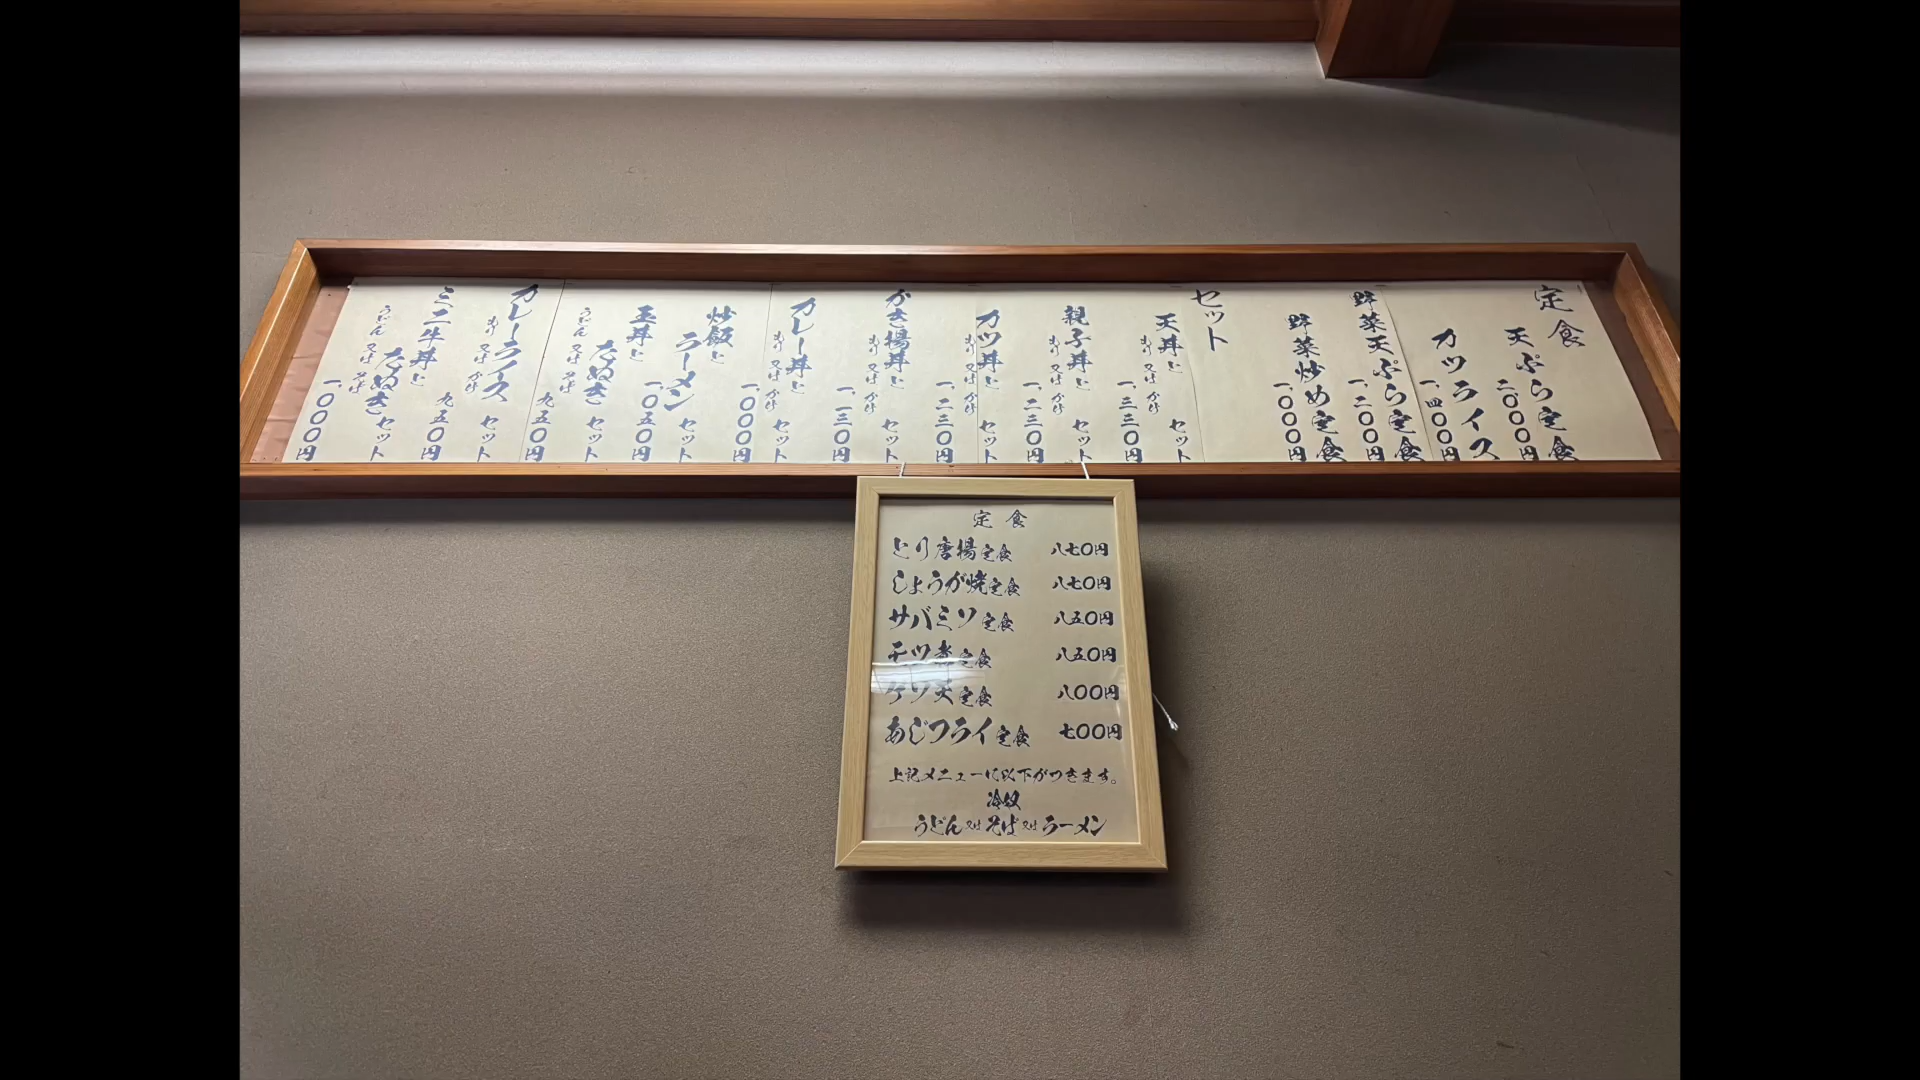 定食
天ぷら定食
二、〇〇〇円
カツライス
一、四〇〇円
野菜天ぷら定食
一、二〇〇円
野菜炒め定食
一、〇〇〇円
セット
天丼と
もり又はかけ
セット
一、三三〇円
親子丼と
もり又はかけ
セット
一、二三〇円
カツ丼と
もり又はかけ
セット
一、二三〇円
かき揚丼と
もり又はかけ
セット
一、一三〇円
カレー丼と
もり又はかけ
セット
一、〇〇〇円
炒飯と
ラーメン
セット
一、〇五〇円
玉丼と
たぬき
うどん又はそば
セット
九五〇円
カレーライス
もり又はかけ
セット
九五〇円
ミニ牛丼と
たぬき
うどん又はそば
セット
一、〇〇〇円
定食
とり唐揚定食 八七〇円
しょうが焼定食 八七〇円
サバミソ定食 八五〇円
モツ煮定食 八五〇円
ゲソ天定食 八〇〇円
あじフライ定食 七〇〇円
上記メニューに以下がつきます。
冷奴
うどん又はそば又はラーメン